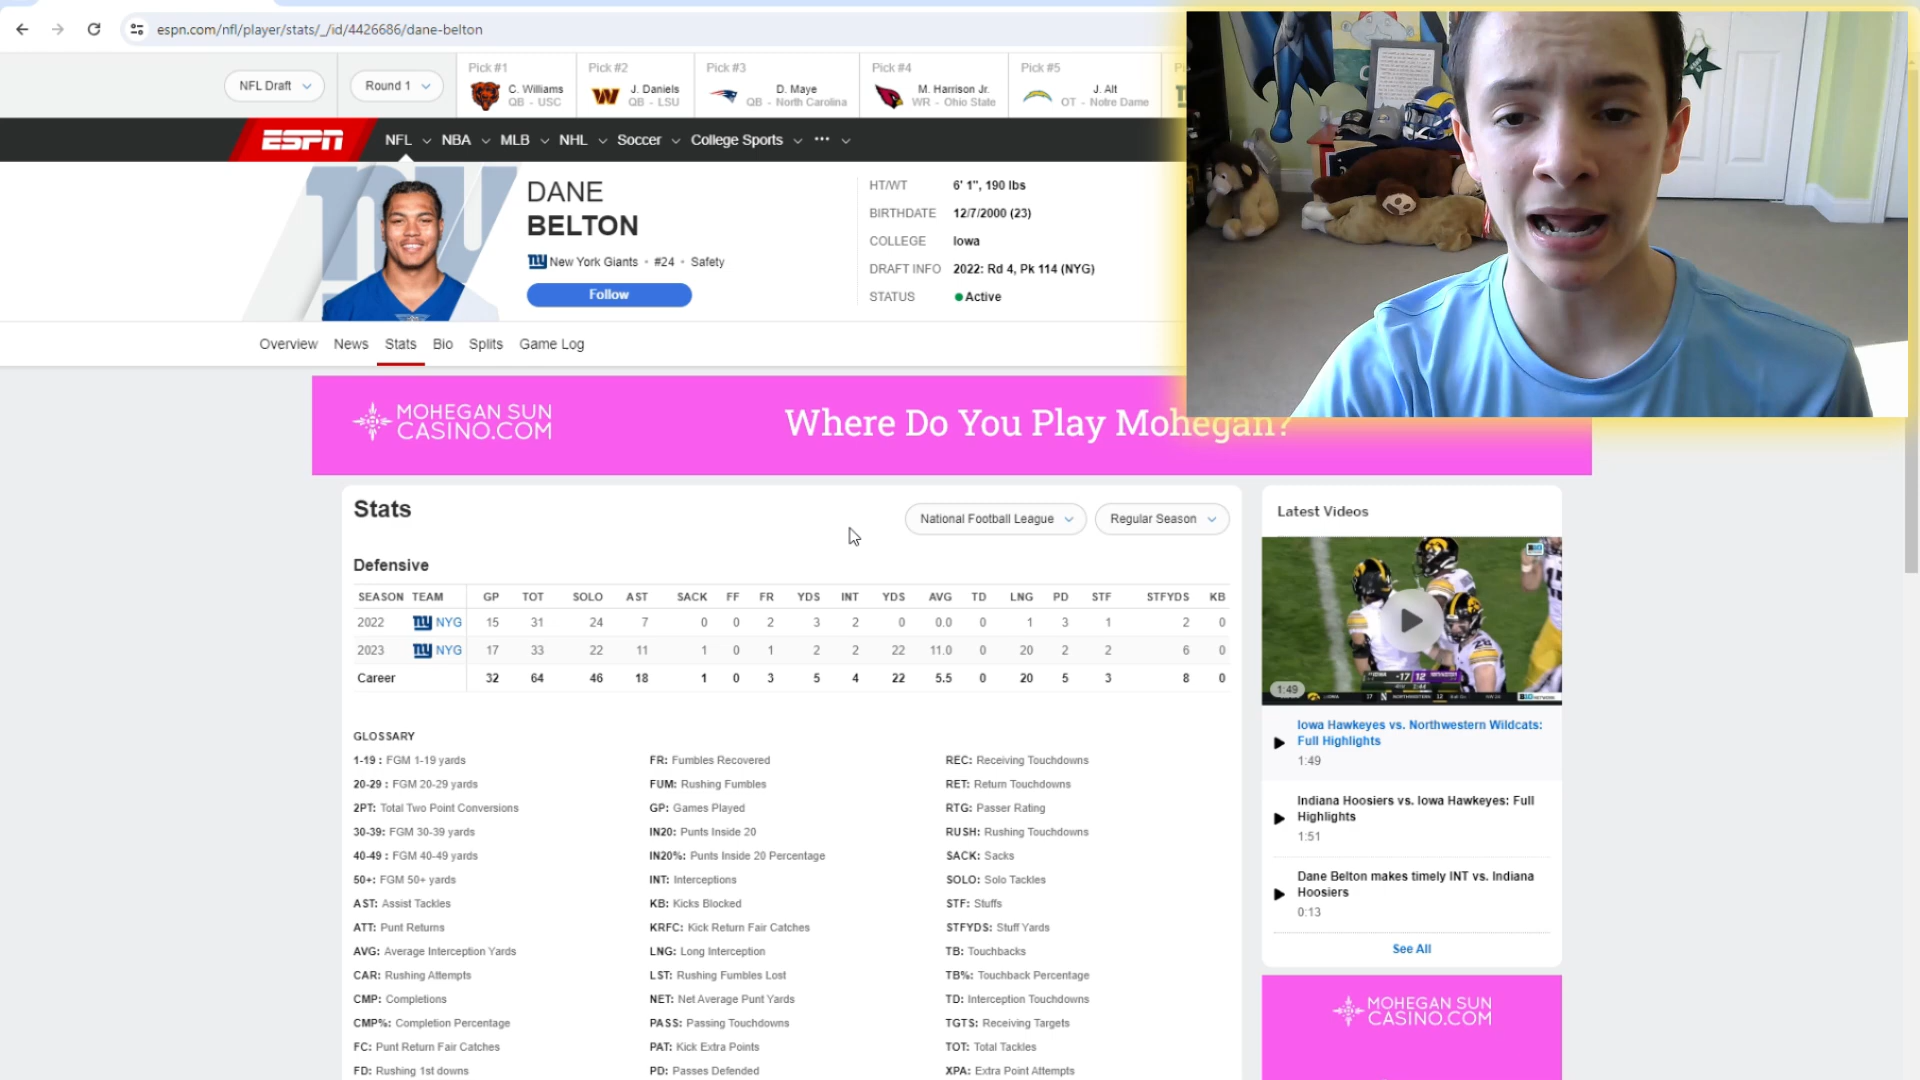 espn.com/nfl/player/stats/_/id/4426686/dane-belton
NFL Draft
Round 1
Pick #1
C. Williams
QB - USC
Pick #2
J. Daniels
QB - LSU
Pick #3
D. Maye
QB - North Carolina
Pick #4
M. Harrison Jr.
WR - Ohio State
Pick #5
J. Alt
OT - Notre Dame
ESPN NFL NBA MLB NHL Soccer College Sports ...
DANE
BELTON
ny New York Giants • #24 • Safety
Follow
HT/WT 6' 1", 190 lbs
BIRTHDATE 12/7/2000 (23)
COLLEGE Iowa
DRAFT INFO 2022: Rd 4, Pk 114 (NYG)
STATUS Active
Overview News Stats Bio Splits Game Log
MOHEGAN SUN
CASINO.COM
Where Do You Play Mohegan?
Stats
National Football League
Regular Season
Defensive
SEASON TEAM GP TOT SOLO AST SACK FF FR YDS INT YDS AVG TD LNG PD STF STFYDS KB
2022 ny NYG 15 31 24 7 0 0 2 3 2 0 0.0 0 1 3 1 2 0
2023 ny NYG 17 33 22 11 1 0 1 2 2 22 11.0 0 20 2 2 6 0
Career 32 64 46 18 1 0 3 5 4 22 5.5 0 20 5 3 8 0
GLOSSARY
1-19 : FGM 1-19 yards
20-29 : FGM 20-29 yards
2PT: Total Two Point Conversions
30-39: FGM 30-39 yards
40-49 : FGM 40-49 yards
50+: FGM 50+ yards
AST: Assist Tackles
ATT: Punt Returns
AVG: Average Interception Yards
CAR: Rushing Attempts
CMP: Completions
CMP%: Completion Percentage
FC: Punt Return Fair Catches
FD: Rushing 1st downs
FR: Fumbles Recovered
FUM: Rushing Fumbles
GP: Games Played
IN20: Punts Inside 20
IN20%: Punts Inside 20 Percentage
INT: Interceptions
KB: Kicks Blocked
KRFC: Kick Return Fair Catches
LNG: Long Interception
LST: Rushing Fumbles Lost
NET: Net Average Punt Yards
PASS: Passing Touchdowns
PAT: Kick Extra Points
PD: Passes Defended
REC: Receiving Touchdowns
RET: Return Touchdowns
RTG: Passer Rating
RUSH: Rushing Touchdowns
SACK: Sacks
SOLO: Solo Tackles
STF: Stuffs
STFYDS: Stuff Yards
TB: Touchbacks
TB%: Touchback Percentage
TD: Interception Touchdowns
TGTS: Receiving Targets
TOT: Total Tackles
XPA: Extra Point Attempts
Latest Videos
1:49
Iowa Hawkeyes vs. Northwestern Wildcats:
Full Highlights
1:49
Indiana Hoosiers vs. Iowa Hawkeyes: Full
Highlights
1:51
Dane Belton makes timely INT vs. Indiana
Hoosiers
0:13
See All
MOHEGAN SUN
CASINO.COM